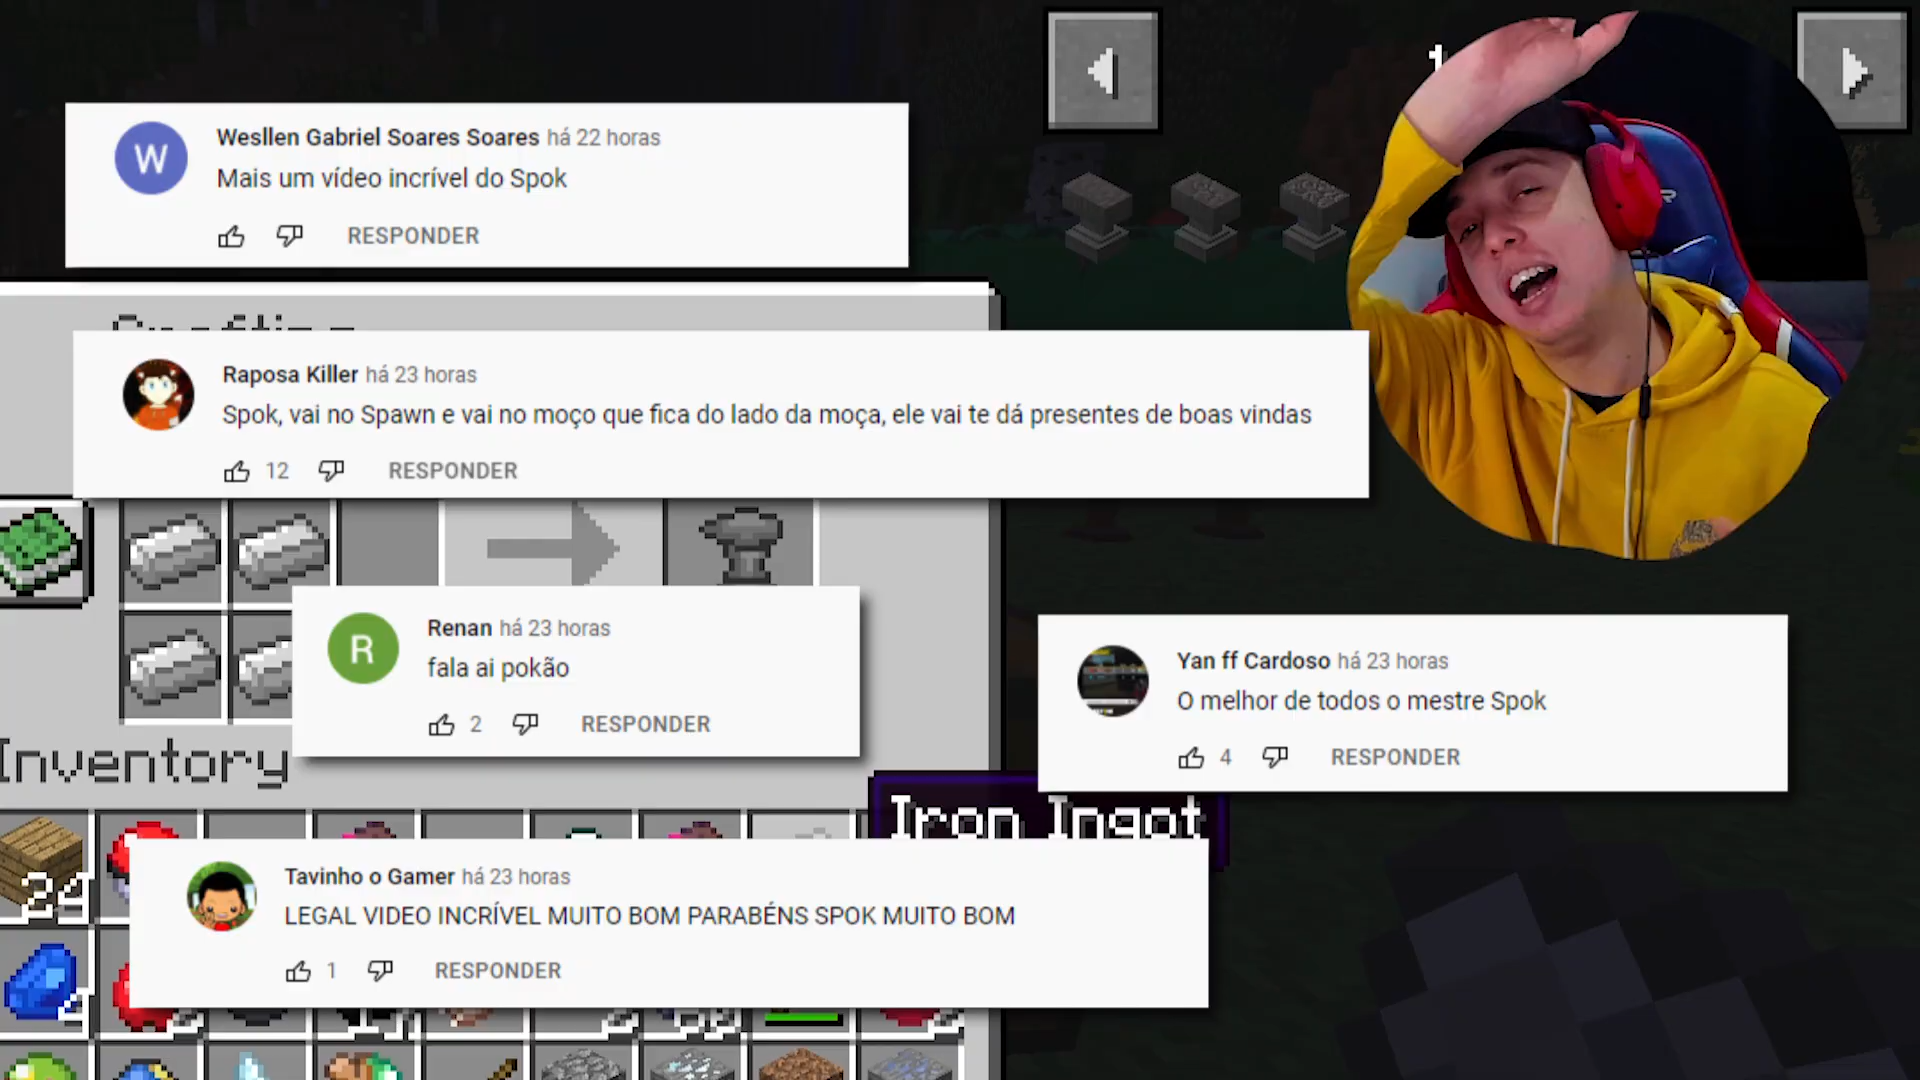 Wesllen Gabriel Soares Soares há 22 horas
Mais um vídeo incrível do Spok
RESPONDER
Crafting
Raposa Killer há 23 horas
Spok, vai no Spawn e vai no moço que fica do lado da moça, ele vai te dá presentes de boas vindas
12 RESPONDER
Renan há 23 horas
fala ai pokão
2 RESPONDER
Yan ff Cardoso há 23 horas
O melhor de todos o mestre Spok
4 RESPONDER
Inventory
Iron Ingot
24
Tavinho o Gamer há 23 horas
LEGAL VIDEO INCRÍVEL MUITO BOM PARABÉNS SPOK MUITO BOM
1 RESPONDER